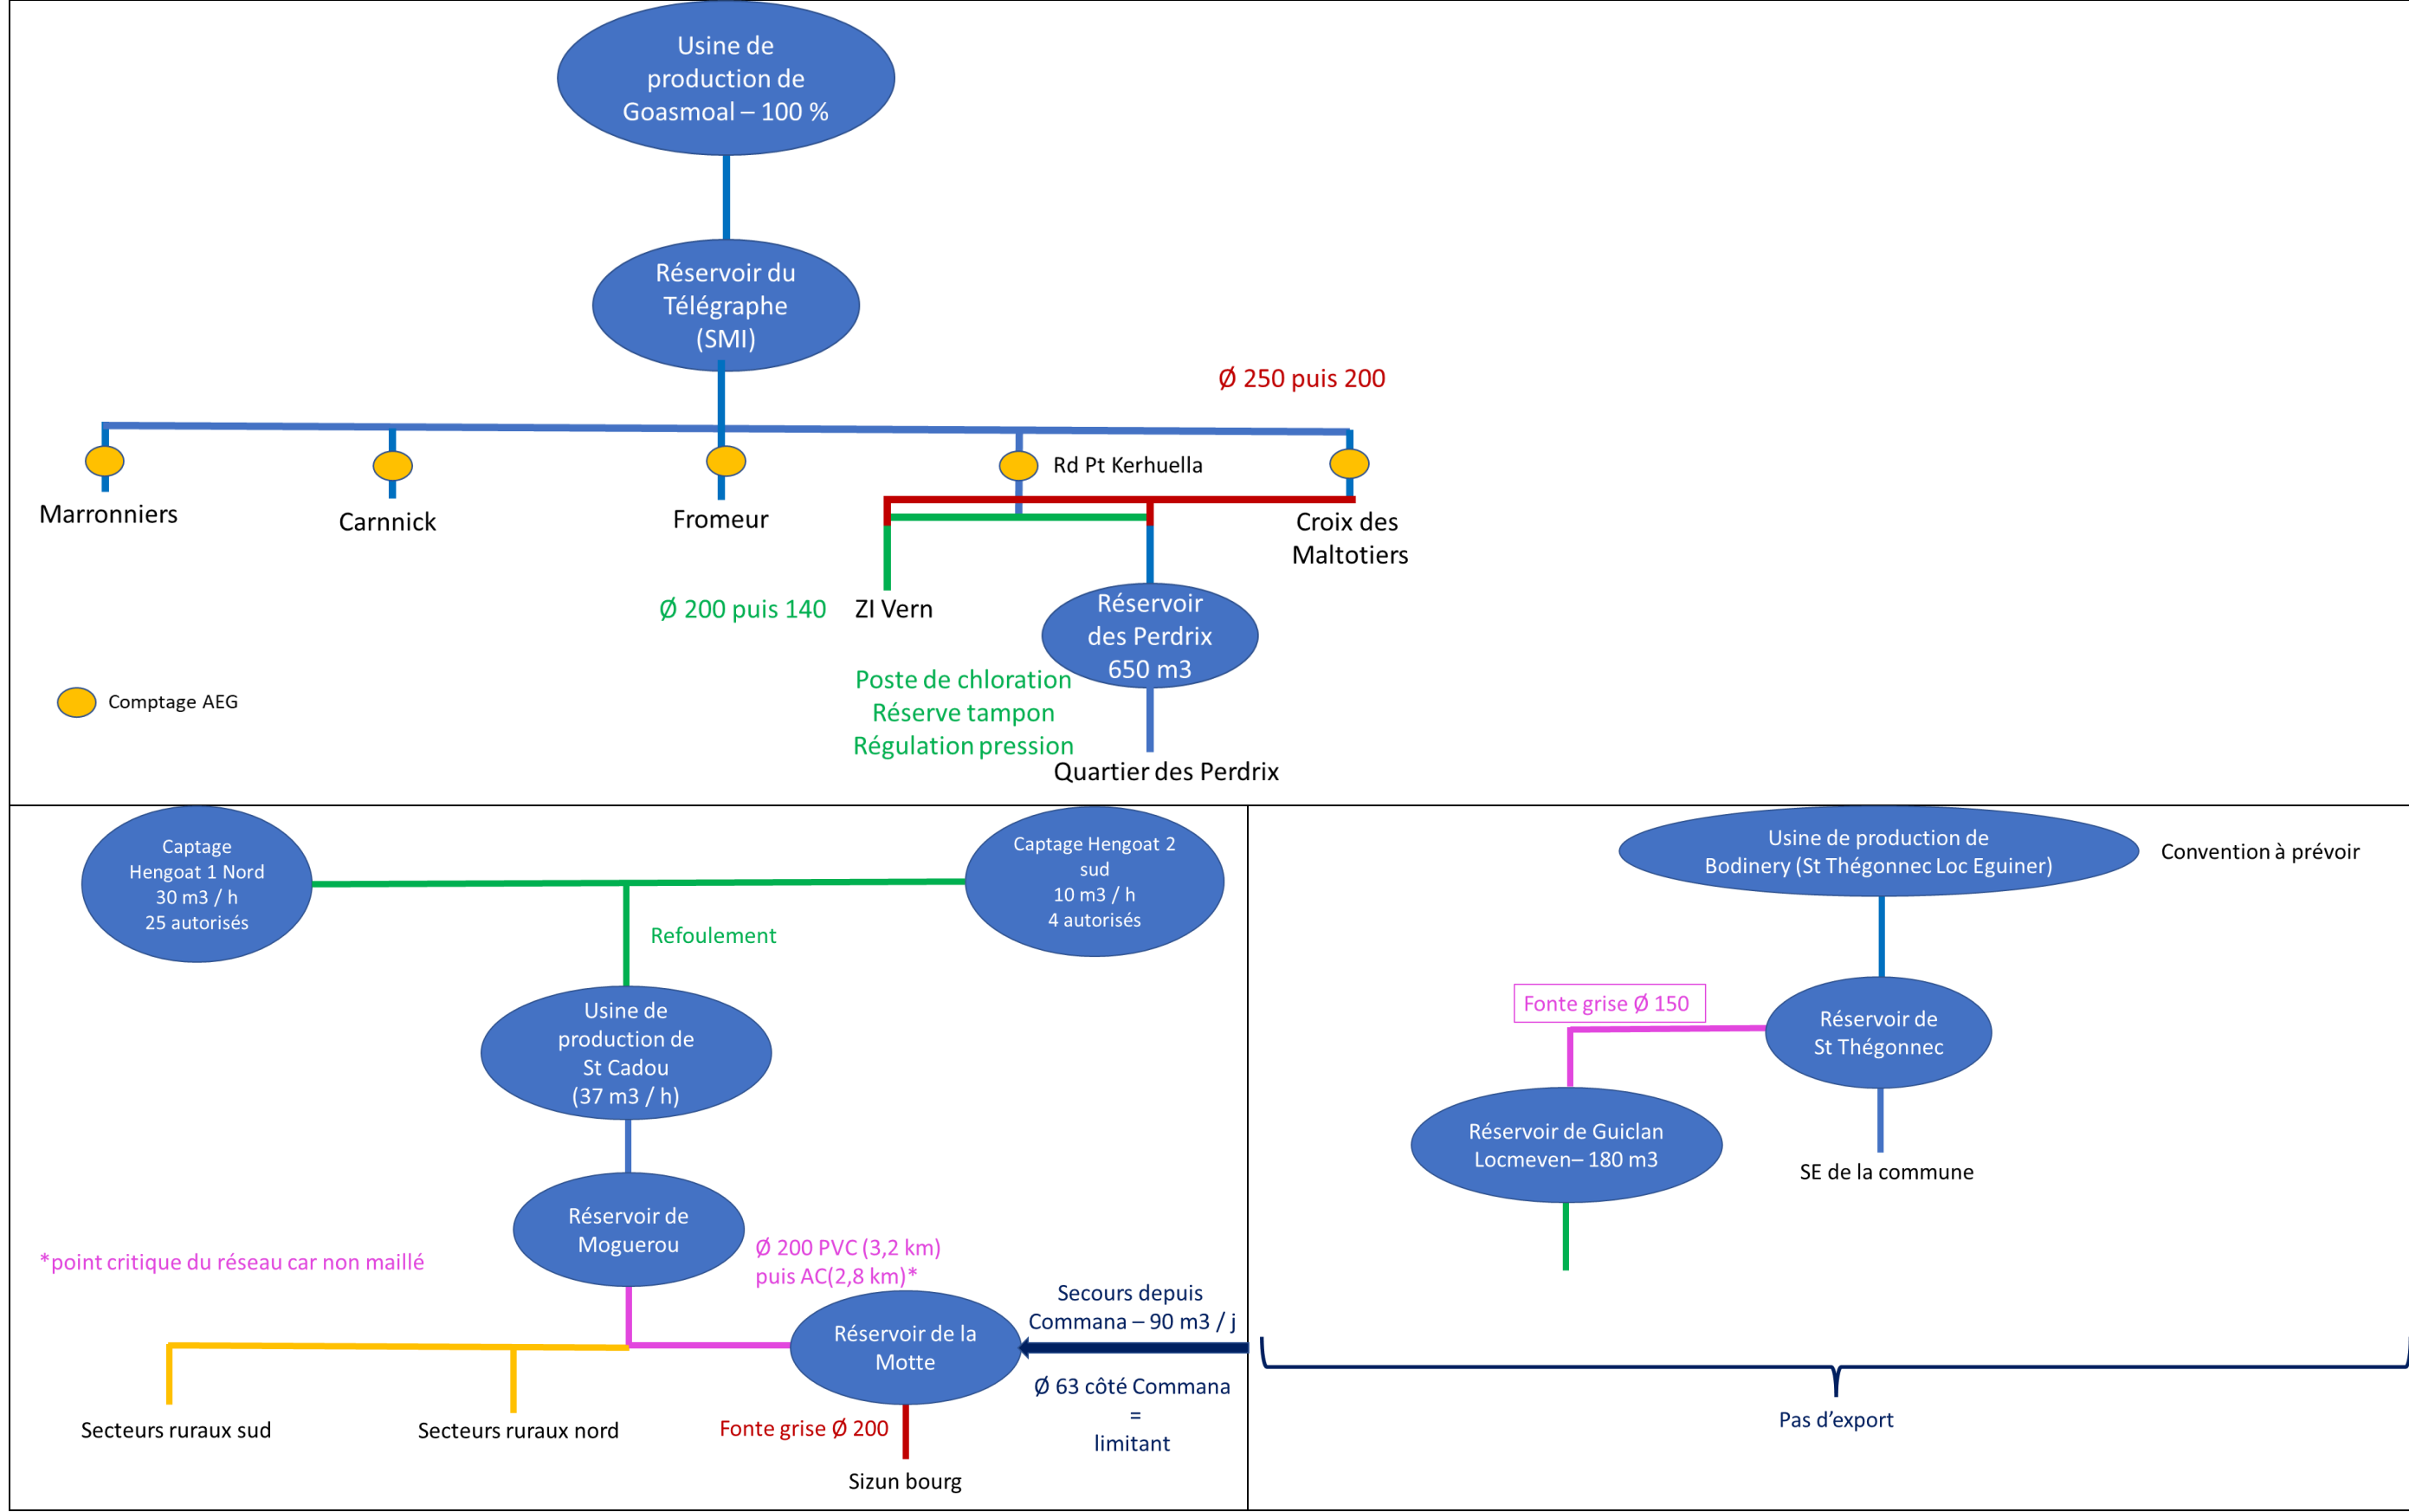 Usine de
production de
Goasmoal – 100 %
Réservoir du
Télégraphe
(SMI)
Ø 250 puis 200
Rd Pt Kerhuella
Marronniers
Carnnick
Fromeur
Croix des
Maltotiers
Ø 200 puis 140
ZI Vern
Réservoir
des Perdrix
650 m3
Poste de chloration
Réserve tampon
Régulation pression
Comptage AEG
Quartier des Perdrix
Captage
Hengoat 1 Nord
30 m3 / h
25 autorisés
Captage Hengoat 2
sud
10 m3 / h
4 autorisés
Refoulement
Usine de
production de
St Cadou
(37 m3 / h)
Réservoir de
Moguerou
*point critique du réseau car non maillé
Ø 200 PVC (3,2 km)
puis AC(2,8 km)*
Secours depuis
Commana – 90 m3 / j
Réservoir de la
Motte
Ø 63 côté Commana
=
limitant
Secteurs ruraux sud
Secteurs ruraux nord
Fonte grise Ø 200
Sizun bourg
Usine de production de
Bodinery (St Thégonnec Loc Eguiner)
Convention à prévoir
Fonte grise Ø 150
Réservoir de
St Thégonnec
Réservoir de Guiclan
Locmeven– 180 m3
SE de la commune
Pas d’export